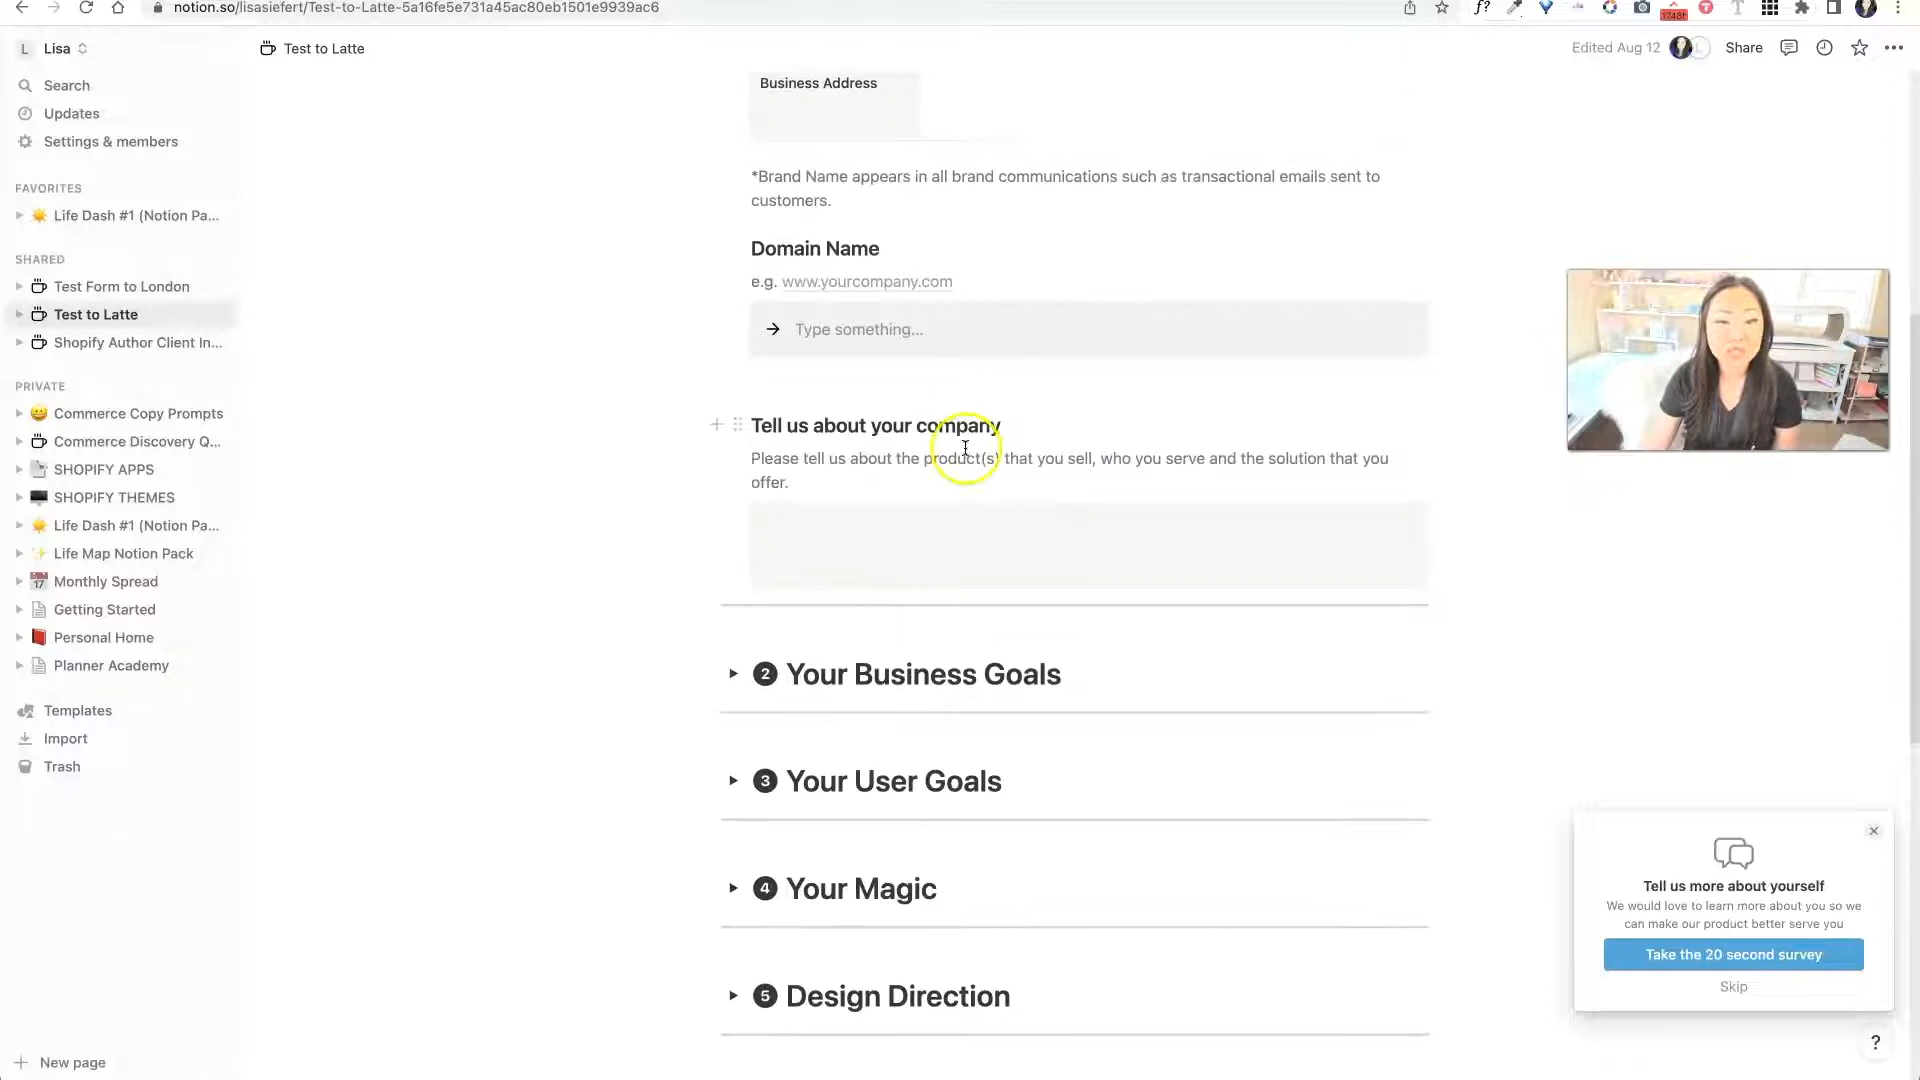 notion.so/lisasiefert/Test-to-Latte-5a16fe5e731a45ac80eb1501e9939ac6
f?
1748↑
T
T
L Lisa
Test to Latte
Edited Aug 12
L
Share
Search
Updates
Settings & members
FAVORITES
Life Dash #1 (Notion Pa...
SHARED
Test Form to London
Test to Latte
Shopify Author Client In...
PRIVATE
Commerce Copy Prompts
Commerce Discovery Q...
SHOPIFY APPS
SHOPIFY THEMES
Life Dash #1 (Notion Pa...
Life Map Notion Pack
17 Monthly Spread
Getting Started
Personal Home
Planner Academy
Templates
Import
Trash
New page
Business Address
*Brand Name appears in all brand communications such as transactional emails sent to
customers.
Domain Name
e.g. www.yourcompany.com
Type something...
Tell us about your company
Please tell us about the product(s) that you sell, who you serve and the solution that you
offer.
2 Your Business Goals
3 Your User Goals
4 Your Magic
5 Design Direction
Tell us more about yourself
We would love to learn more about you so we
can make our product better serve you
Take the 20 second survey
Skip
?